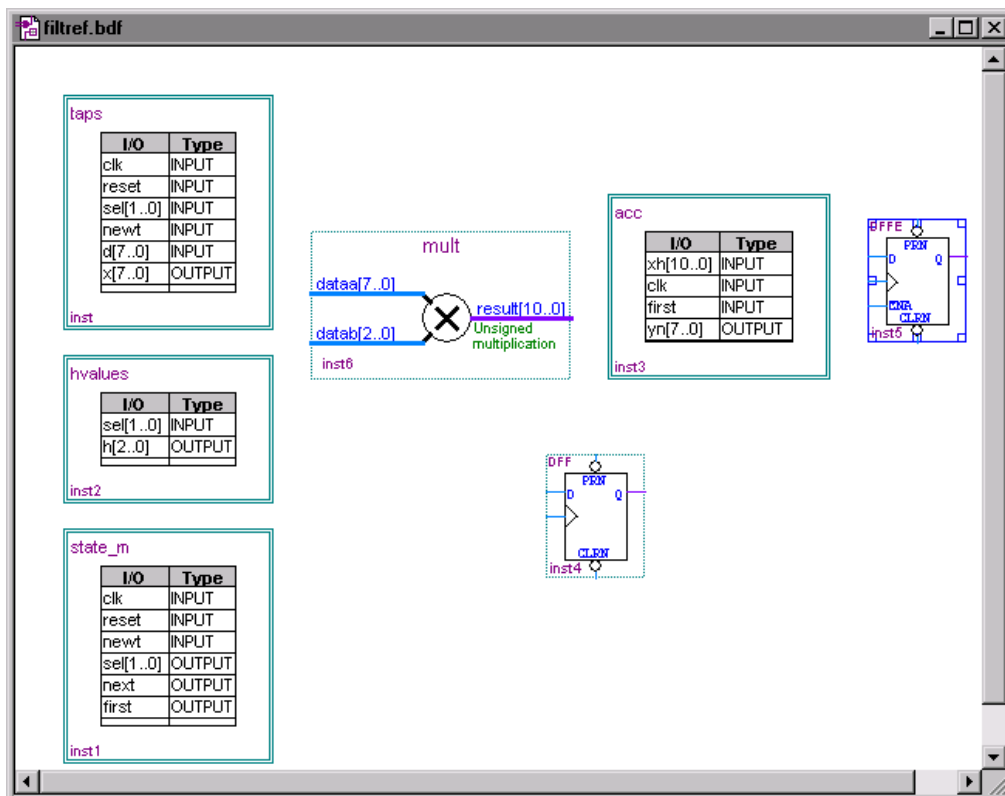 filtref.bdf
taps
I/O Type
clk INPUT
reset INPUT
sel[1..0] INPUT
newt INPUT
d[7..0] INPUT
x[7..0] OUTPUT
inst
hvalues
I/O Type
sel[1..0] INPUT
h[2..0] OUTPUT
inst2
state_m
I/O Type
clk INPUT
reset INPUT
newt INPUT
sel[1..0] OUTPUT
next OUTPUT
first OUTPUT
inst1
mult
dataa[7..0]
datab[2..0]
result[10..0]
Unsigned
multiplication
inst6
acc
I/O Type
xh[10..0] INPUT
clk INPUT
first INPUT
yn[7..0] OUTPUT
inst3
DFFE
PRN
D Q
ENA
CLRN
inst5
DFF
PRN
D Q
CLRN
inst4